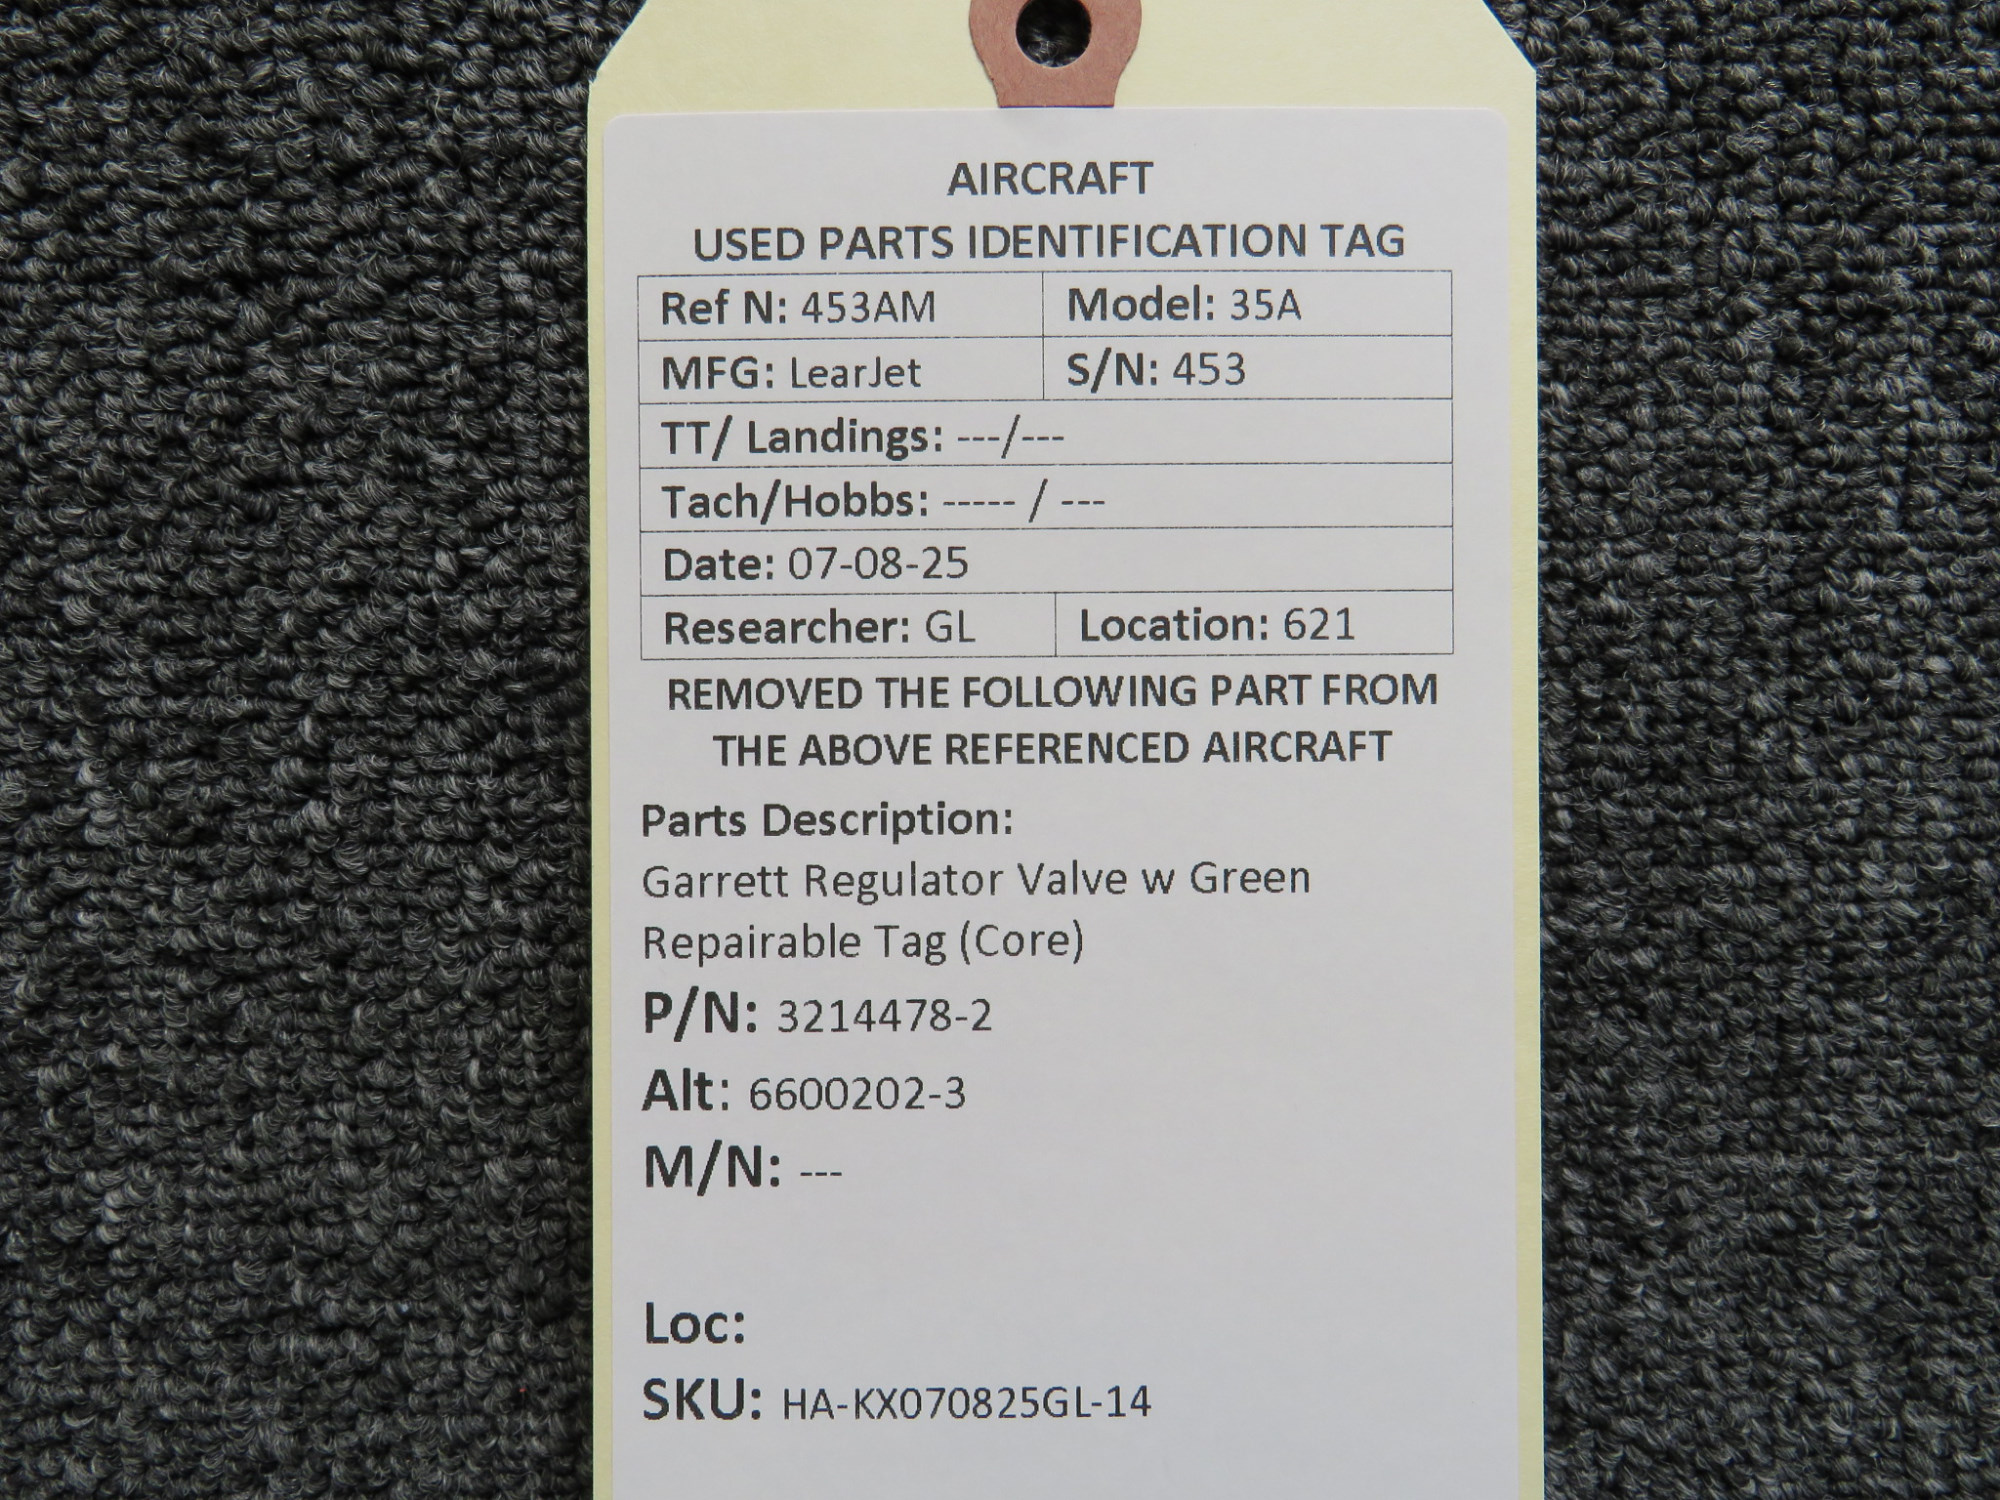 AIRCRAFT
USED PARTS IDENTIFICATION TAG
Ref N: 453AM Model: 35A
MFG: LearJet S/N: 453
TT/ Landings: ---/---
Tach/Hobbs: ----- / ---
Date: 07-08-25
Researcher: GL Location: 621
REMOVED THE FOLLOWING PART FROM
THE ABOVE REFERENCED AIRCRAFT
Parts Description:
Garrett Regulator Valve w Green
Repairable Tag (Core)
P/N: 3214478-2
Alt: 6600202-3
M/N: ---
Loc:
SKU: HA-KX070825GL-14